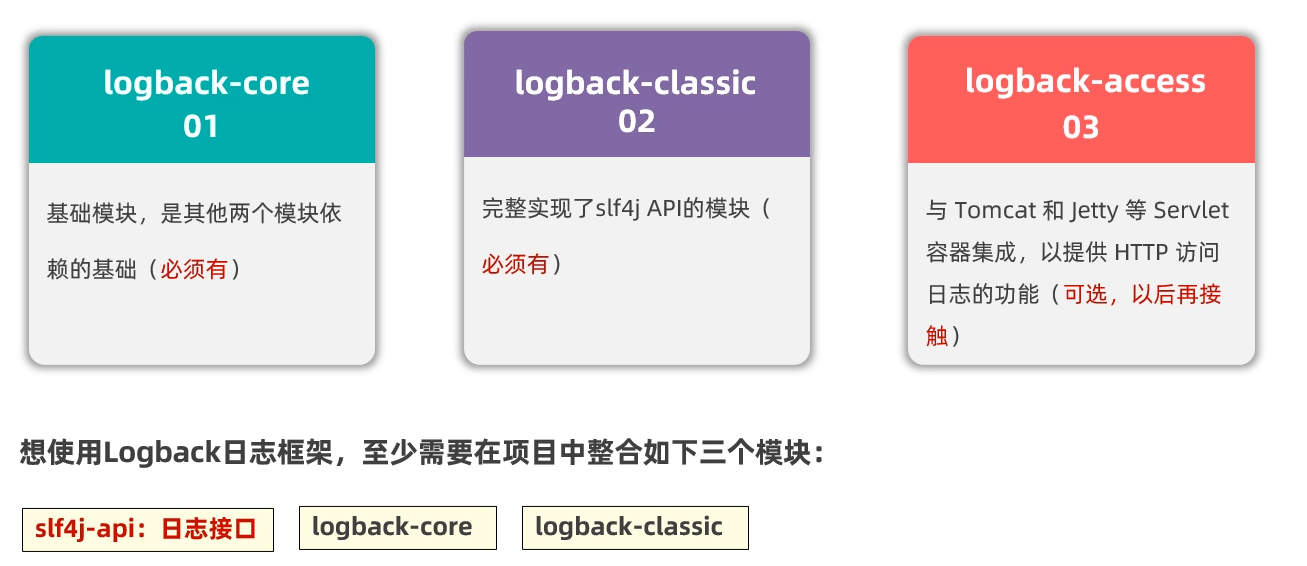 logback-core
01
基础模块，是其他两个模块依
赖的基础（必须有）
logback-classic
02
完整实现了slf4j API的模块（
必须有）
logback-access
03
与 Tomcat 和 Jetty 等 Servlet
容器集成，以提供 HTTP 访问
日志的功能（可选，以后再接
触）
想使用Logback日志框架，至少需要在项目中整合如下三个模块：
slf4j-api：日志接口
logback-core
logback-classic